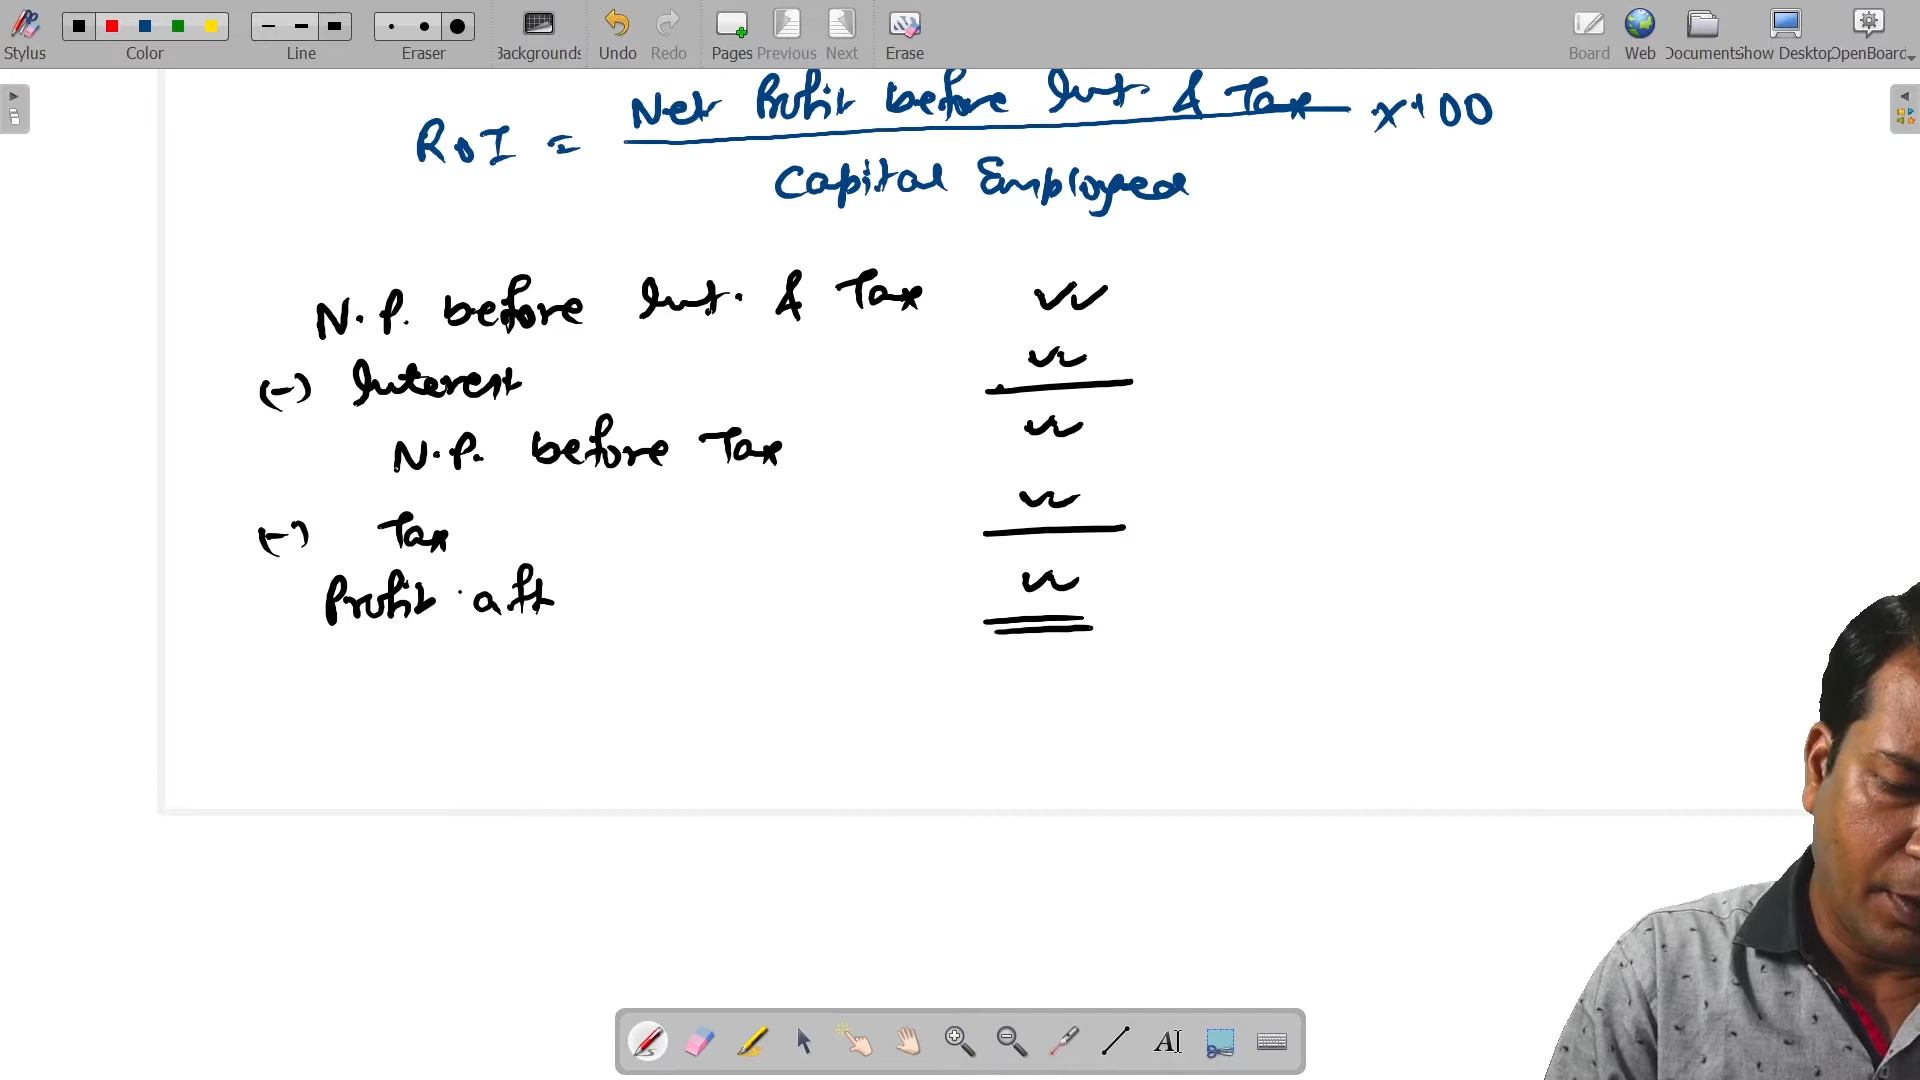 Stylus Color Line Eraser Backgrounds Undo Redo Pages Previous Next Erase Board Web Documents Show Desktop OpenBoard
Net Profit before Int. & Tax
ROI = x 100
Capital Employed
N.P. before Int. & Tax
(-) Interest
N.P. before Tax
(-) Tax
Profit aft
AI